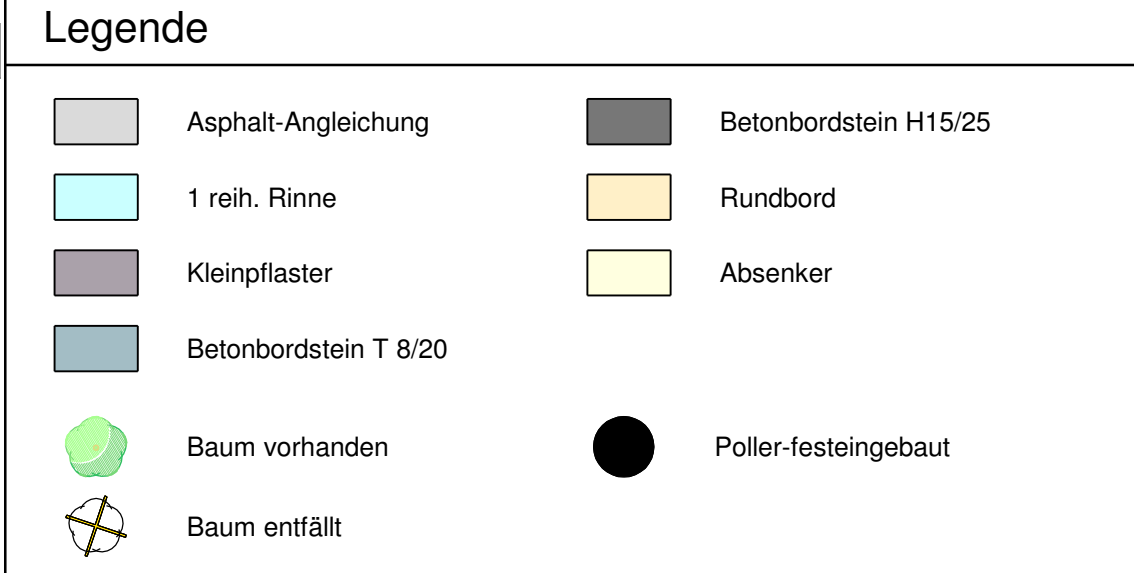 Legende
Asphalt-Angleichung
Betonbordstein H15/25
1 reih. Rinne
Rundbord
Kleinpflaster
Absenker
Betonbordstein T 8/20
Baum vorhanden
Poller-festeingebaut
Baum entfällt